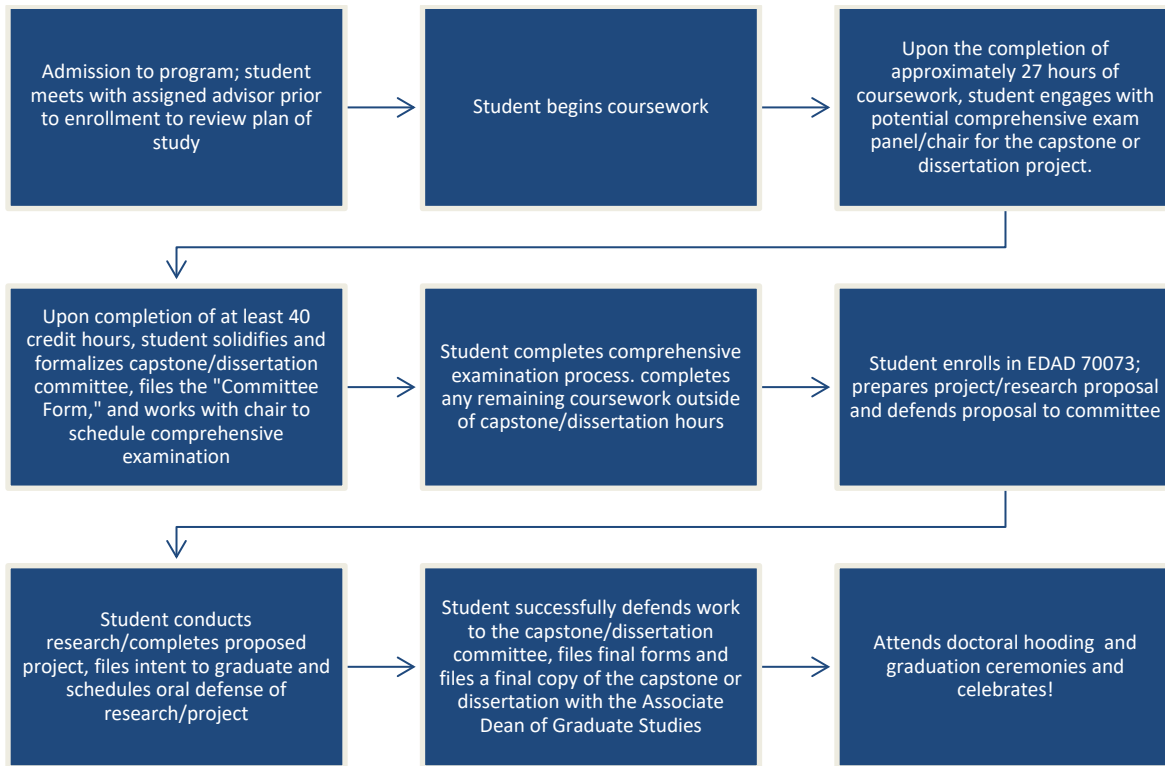 Admission to program; student
meets with assigned advisor prior
to enrollment to review plan of
study
Student begins coursework
Upon the completion of
approximately 27 hours of
coursework, student engages with
potential comprehensive exam
panel/chair for the capstone or
dissertation project.
Upon completion of at least 40
credit hours, student solidifies and
formalizes capstone/dissertation
committee, files the "Committee
Form," and works with chair to
schedule comprehensive
examination
Student completes comprehensive
examination process. completes
any remaining coursework outside
of capstone/dissertation hours
Student enrolls in EDAD 70073;
prepares project/research proposal
and defends proposal to committee
Student conducts
research/completes proposed
project, files intent to graduate and
schedules oral defense of
research/project
Student successfully defends work
to the capstone/dissertation
committee, files final forms and
files a final copy of the capstone or
dissertation with the Associate
Dean of Graduate Studies
Attends doctoral hooding and
graduation ceremonies and
celebrates!